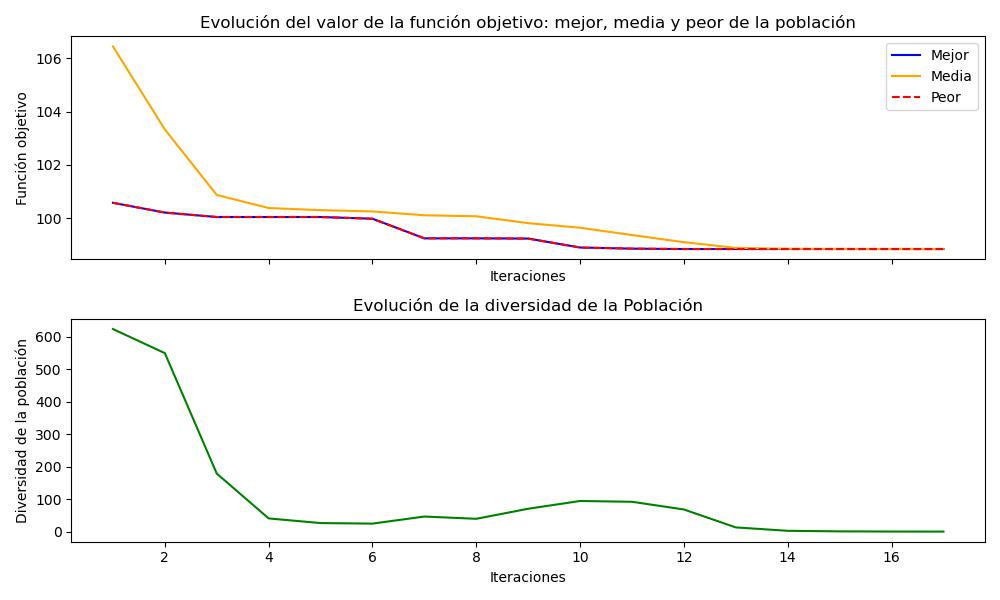 Evolución del valor de la función objetivo: mejor, media y peor de la población
Función objetivo
106
104
102
100
Mejor
Media
Peor
Iteraciones
Evolución de la diversidad de la Población
Diversidad de la población
600
500
400
300
200
100
0
2 4 6 8 10 12 14 16
Iteraciones